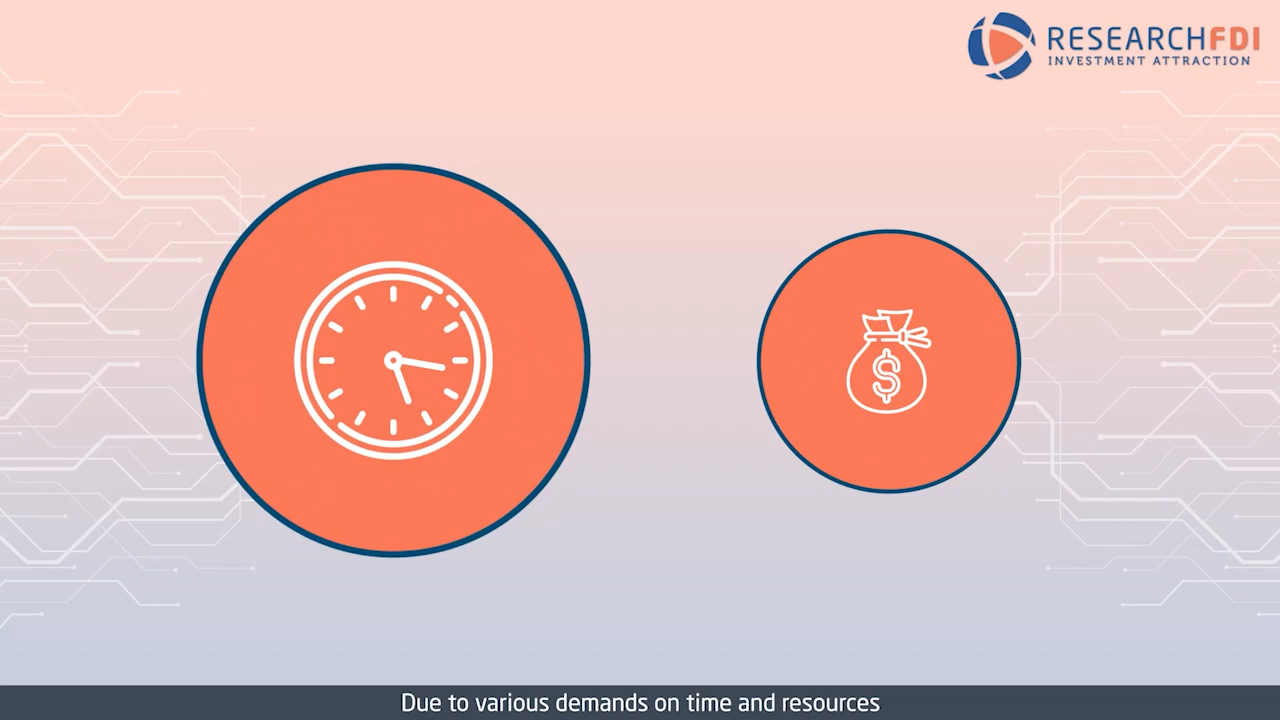 RESEARCHFDI
INVESTMENT ATTRACTION
$
Due to various demands on time and resources